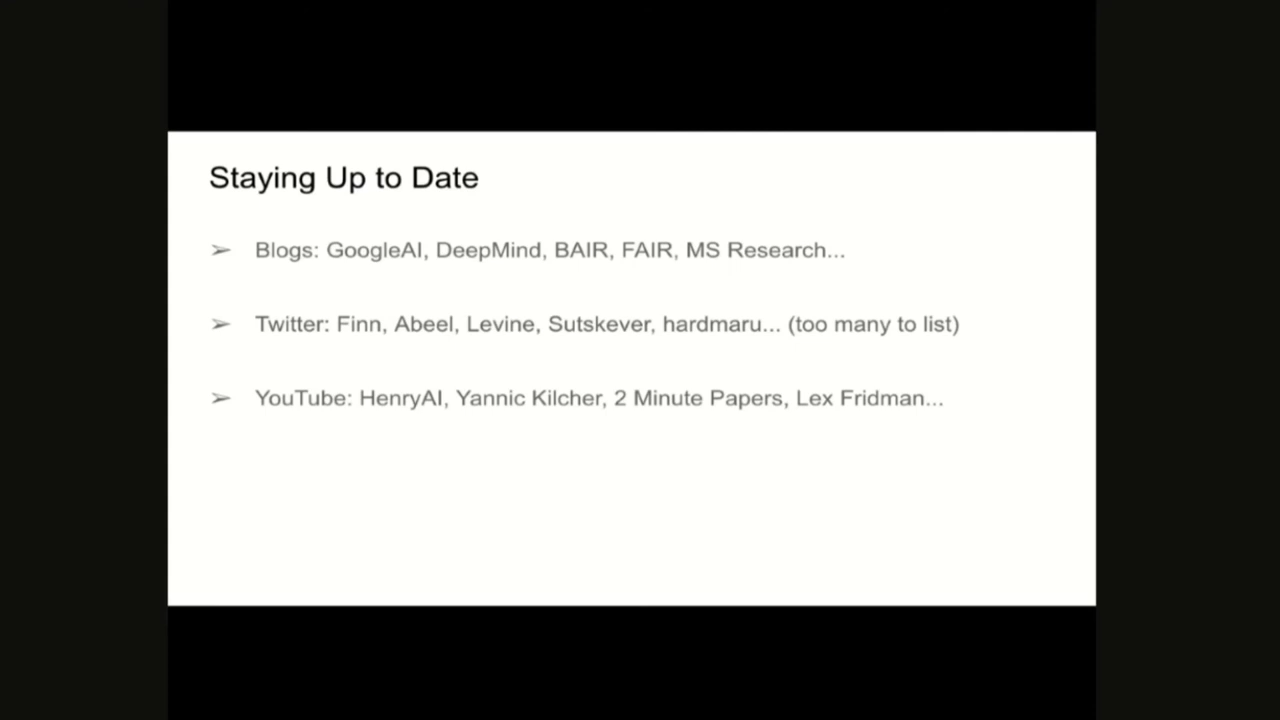 Staying Up to Date
➢ Blogs: GoogleAI, DeepMind, BAIR, FAIR, MS Research...
➢ Twitter: Finn, Abeel, Levine, Sutskever, hardmaru... (too many to list)
➢ YouTube: HenryAI, Yannic Kilcher, 2 Minute Papers, Lex Fridman...